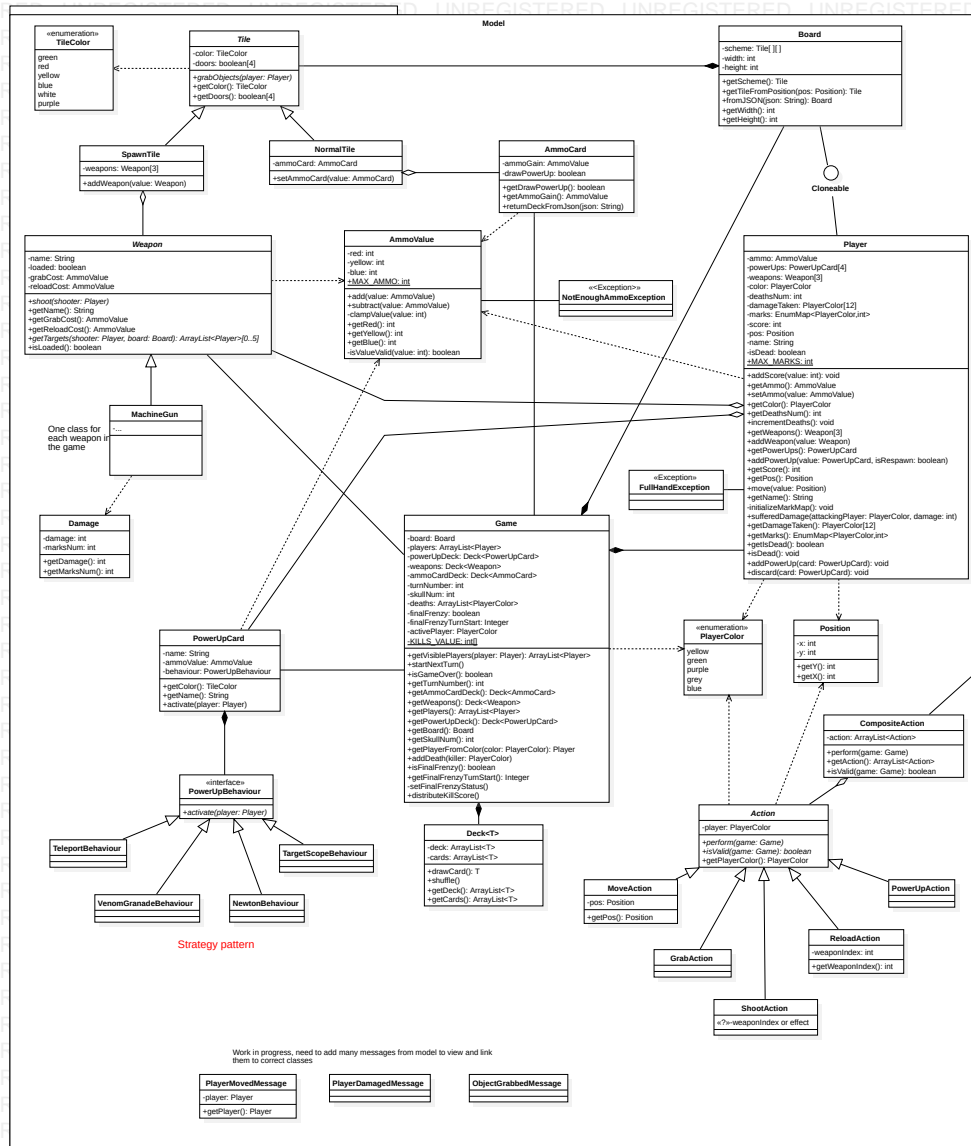 UNREGISTERED UNREGISTERED UNREGISTERED UNREGISTERED
Model
«enumeration»
TileColor
green
red
yellow
blue
white
purple
Tile
-color: TileColor
-doors: boolean[4]
+grabObjects(player: Player)
+getColor(): TileColor
+getDoors(): boolean[4]
Board
-scheme: Tile[ ][ ]
-width: int
-height: int
+getScheme(): Tile
+getTileFromPosition(pos: Position): Tile
+fromJSON(json: String): Board
+getWidth(): int
+getHeight(): int
SpawnTile
-weapons: Weapon[3]
+addWeapon(value: Weapon)
NormalTile
-ammoCard: AmmoCard
+setAmmoCard(value: AmmoCard)
AmmoCard
-ammoGain: AmmoValue
-drawPowerUp: boolean
+getDrawPowerUp(): boolean
+getAmmoGain(): AmmoValue
+returnDeckFromJson(json: String)
Cloneable
Weapon
-name: String
-loaded: boolean
-grabCost: AmmoValue
-reloadCost: AmmoValue
+shoot(shooter: Player)
+getName(): String
+getGrabCost(): AmmoValue
+getReloadCost(): AmmoValue
+getTargets(shooter: Player, board: Board): ArrayList<Player>[0..5]
+isLoaded(): boolean
AmmoValue
-red: int
-yellow: int
-blue: int
+MAX_AMMO: int
+add(value: AmmoValue)
+subtract(value: AmmoValue)
-clampValue(value: int)
+getRed(): int
+getYellow(): int
+getBlue(): int
-isValueValid(value: int): boolean
«<Exception>»
NotEnoughAmmoException
Player
-ammo: AmmoValue
-powerUps: PowerUpCard[4]
-weapons: Weapon[3]
-color: PlayerColor
-deathsNum: int
-damageTaken: PlayerColor[12]
-marks: EnumMap<PlayerColor,int>
-score: int
-pos: Position
-name: String
-isDead: boolean
+MAX_MARKS: int
+addScore(value: int): void
+getAmmo(): AmmoValue
+setAmmo(value: AmmoValue)
+getColor(): PlayerColor
+getDeathsNum(): int
+incrementDeaths(): void
+getWeapons(): Weapon[3]
+addWeapon(value: Weapon)
+getPowerUps(): PowerUpCard
+addPowerUp(value: PowerUpCard, isRespawn: boolean)
+getScore(): int
+getPos(): Position
+move(value: Position)
+getName(): String
-initializeMarkMap(): void
+sufferedDamage(attackingPlayer: PlayerColor, damage: int)
+getDamageTaken(): PlayerColor[12]
+getMarks(): EnumMap<PlayerColor,int>
+getIsDead(): boolean
+isDead(): void
+addPowerUp(card: PowerUpCard): void
+discard(card: PowerUpCard): void
One class for
each weapon in
the game
MachineGun
-...
«Exception»
FullHandException
Damage
-damage: int
-marksNum: int
+getDamage(): int
+getMarksNum(): int
Game
-board: Board
-players: ArrayList<Player>
-powerUpDeck: Deck<PowerUpCard>
-weapons: Deck<Weapon>
-ammoCardDeck: Deck<AmmoCard>
-turnNumber: int
-skullNum: int
-deaths: ArrayList<PlayerColor>
-finalFrenzy: boolean
-finalFrenzyTurnStart: Integer
-activePlayer: PlayerColor
-KILLS_VALUE: int[]
+getVisiblePlayers(player: Player): ArrayList<Player>
+startNextTurn()
+isGameOver(): boolean
+getTurnNumber(): int
+getAmmoCardDeck(): Deck<AmmoCard>
+getWeapons(): Deck<Weapon>
+getPlayers(): ArrayList<Player>
+getPowerUpDeck(): Deck<PowerUpCard>
+getBoard(): Board
+getSkullNum(): int
+getPlayerFromColor(color: PlayerColor): Player
+addDeath(killer: PlayerColor)
+isFinalFrenzy(): boolean
+getFinalFrenzyTurnStart(): Integer
-setFinalFrenzyStatus()
+distributeKillScore()
PowerUpCard
-name: String
-ammoValue: AmmoValue
-behaviour: PowerUpBehaviour
+getColor(): TileColor
+getName(): String
+activate(player: Player)
«enumeration»
PlayerColor
yellow
green
purple
grey
blue
Position
-x: int
-y: int
+getY(): int
+getX(): int
CompositeAction
-action: ArrayList<Action>
+perform(game: Game)
+getAction(): ArrayList<Action>
+isValid(game: Game): boolean
«interface»
PowerUpBehaviour
+activate(player: Player)
Action
-player: PlayerColor
+perform(game: Game)
+isValid(game: Game): boolean
+getPlayerColor(): PlayerColor
Deck<T>
-deck: ArrayList<T>
-cards: ArrayList<T>
+drawCard(): T
+shuffle()
+getDeck(): ArrayList<T>
+getCards(): ArrayList<T>
TeleportBehaviour
TargetScopeBehaviour
VenomGranadeBehaviour
NewtonBehaviour
Strategy pattern
MoveAction
-pos: Position
+getPos(): Position
PowerUpAction
GrabAction
ReloadAction
-weaponIndex: int
+getWeaponIndex(): int
ShootAction
«?»-weaponIndex or effect
Work in progress, need to add many messages from model to view and link
them to correct classes
PlayerMovedMessage
-player: Player
+getPlayer(): Player
PlayerDamagedMessage
ObjectGrabbedMessage